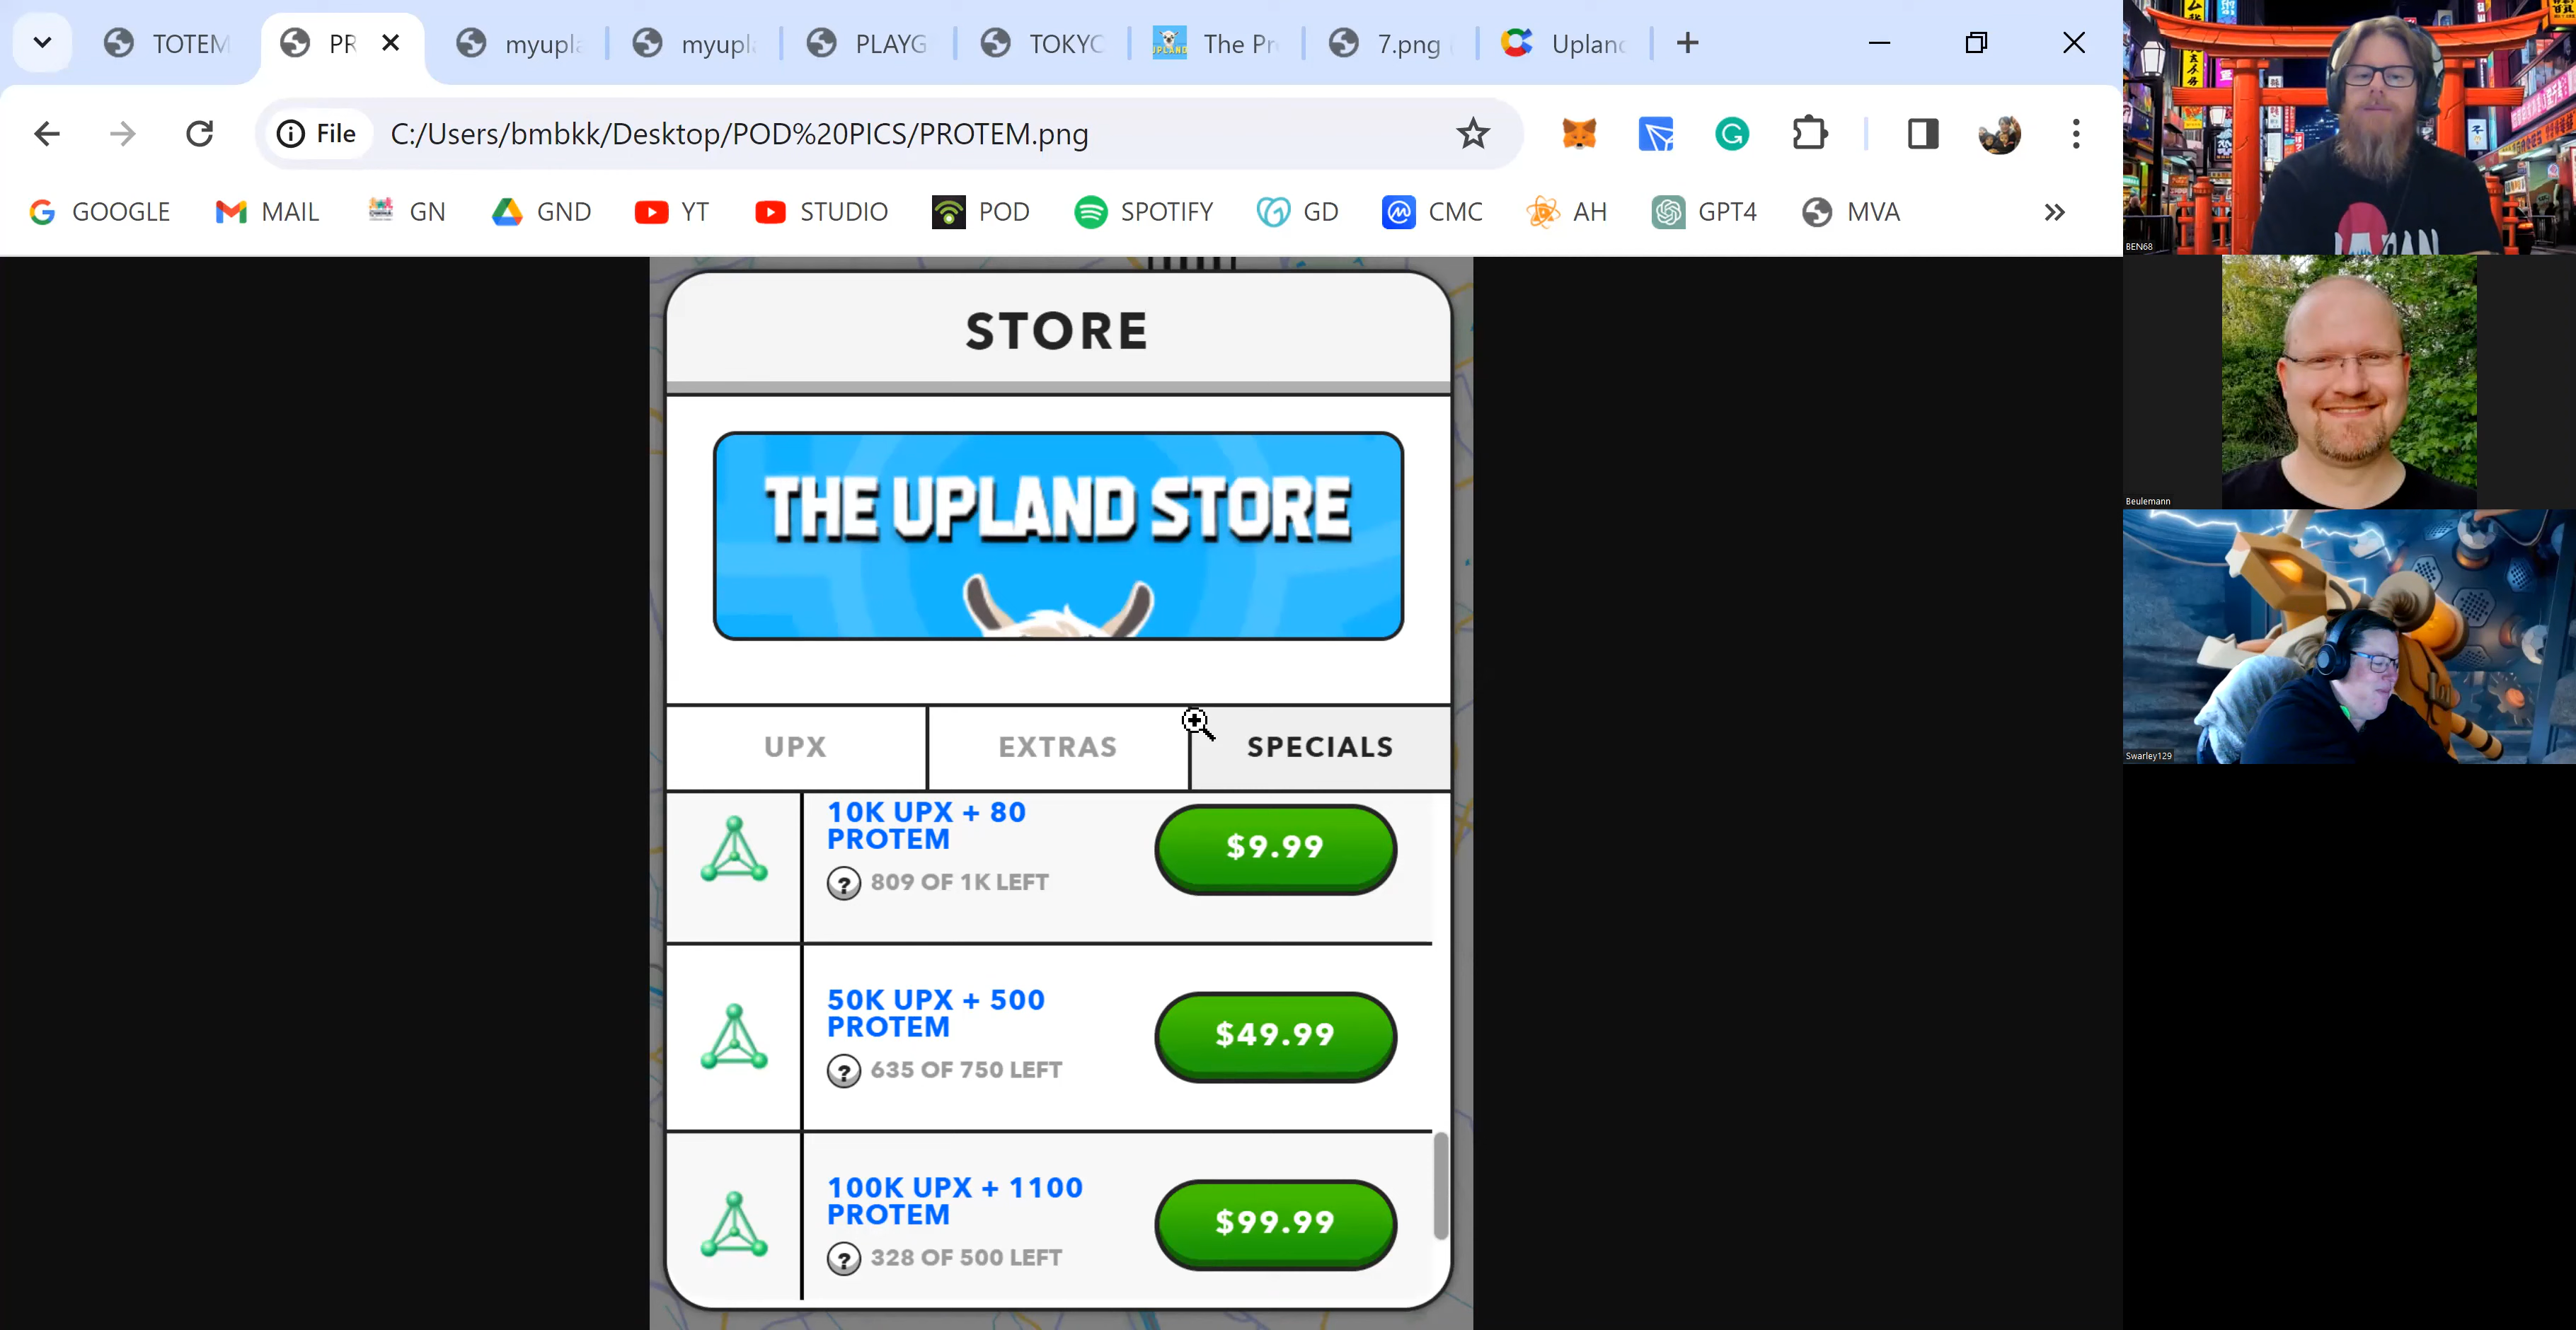 TOTEM
PR
myupla
myupl
PLAYG
TOKYO
The Pr
7.png
Upland
File
C:/Users/bmbkk/Desktop/POD%20PICS/PROTEM.png
GOOGLE
MAIL
GN
GND
YT
STUDIO
POD
SPOTIFY
GD
CMC
AH
GPT4
MVA
STORE
THE UPLAND STORE
UPX
EXTRAS
SPECIALS
10K UPX + 80
PROTEM
809 OF 1K LEFT
$9.99
50K UPX + 500
PROTEM
635 OF 750 LEFT
$49.99
100K UPX + 1100
PROTEM
328 OF 500 LEFT
$99.99
BEN68
Beulemann
Swarley129